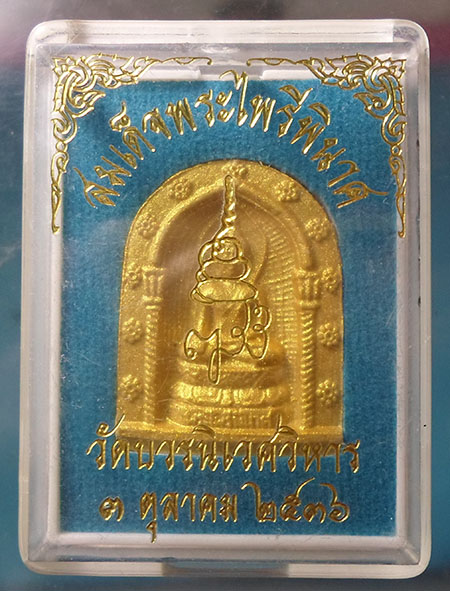 สมเด็จพระไพรีพินาศ
วัดบวรนิเวศวิหาร
๓ ตุลาคม ๒๕๓๖